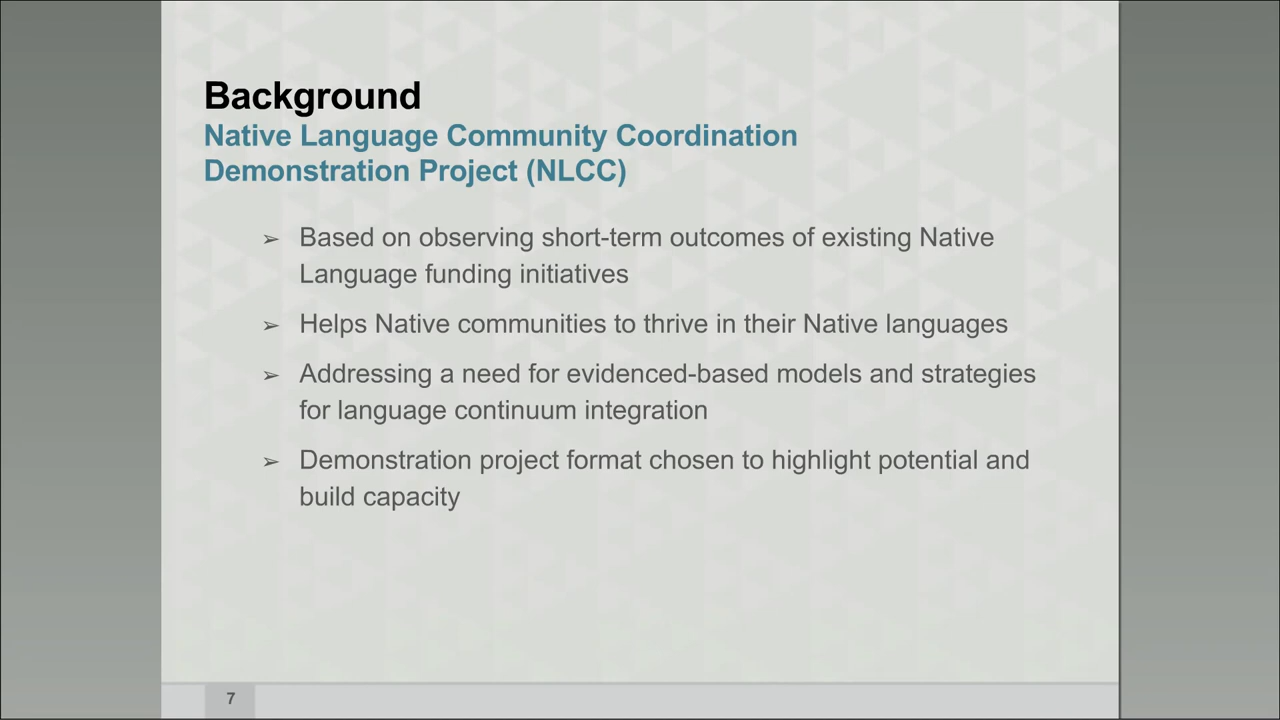 Background
Native Language Community Coordination
Demonstration Project (NLCC)
➢ Based on observing short-term outcomes of existing Native
Language funding initiatives
➢ Helps Native communities to thrive in their Native languages
➢ Addressing a need for evidenced-based models and strategies
for language continuum integration
➢ Demonstration project format chosen to highlight potential and
build capacity
7